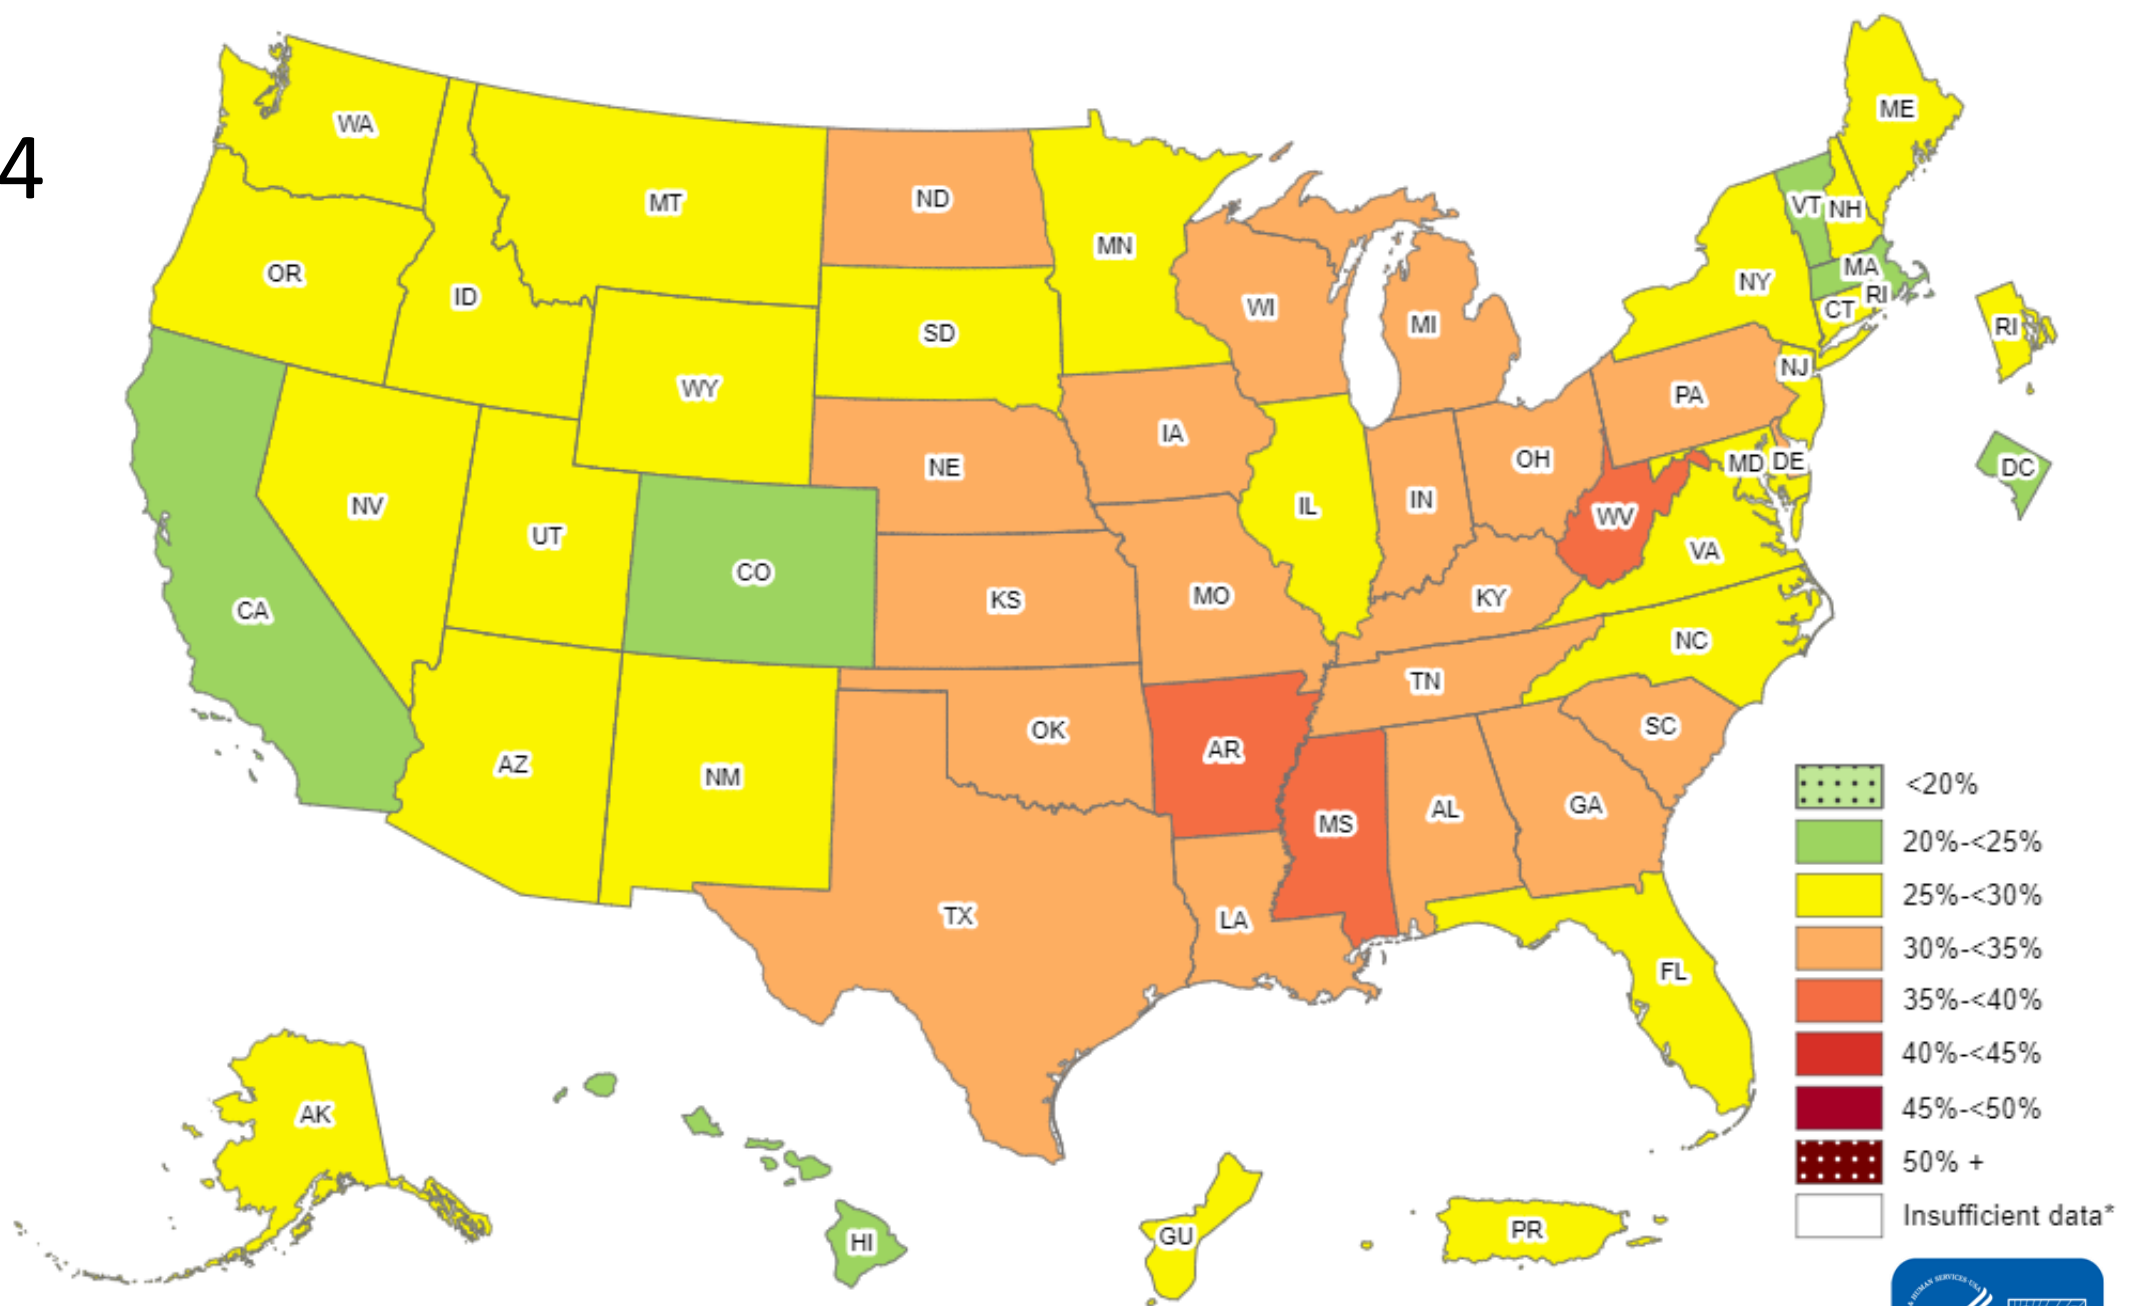 4
WA
MT
ND
MN
ME
OR
ID
SD
WI
MI
VT
NH
NY
MA
RI
CT
RI
WY
NJ
PA
NE
IA
IL
IN
OH
MD
DE
DC
NV
UT
CO
WV
VA
CA
KS
MO
KY
NC
AZ
NM
OK
AR
TN
SC
MS
AL
GA
TX
LA
FL
AK
HI
GU
PR
<20%
20%-<25%
25%-<30%
30%-<35%
35%-<40%
40%-<45%
45%-<50%
50% +
Insufficient data*
HUMAN SERVICES·USA